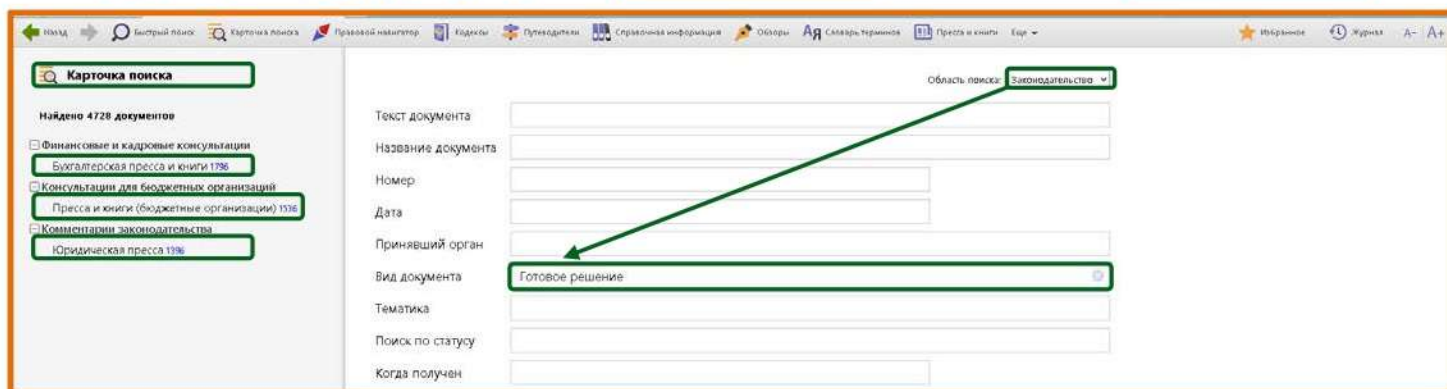 Назад Быстрый поиск Карточка поиска Правовой навигатор Кодексы Путеводители Справочная информация Обзоры Словарь терминов Пресса и книги Еще Избранное Журнал А- А+
Карточка поиска
Область поиска: Законодательство
Найдено 4728 документов
Финансовые и кадровые консультации
Бухгалтерская пресса и книги 1796
Консультации для бюджетных организаций
Пресса и книги (бюджетные организации) 1536
Комментарии законодательства
Юридическая пресса 1396
Текст документа
Название документа
Номер
Дата
Принявший орган
Вид документа Готовое решение
Тематика
Поиск по статусу
Когда получен